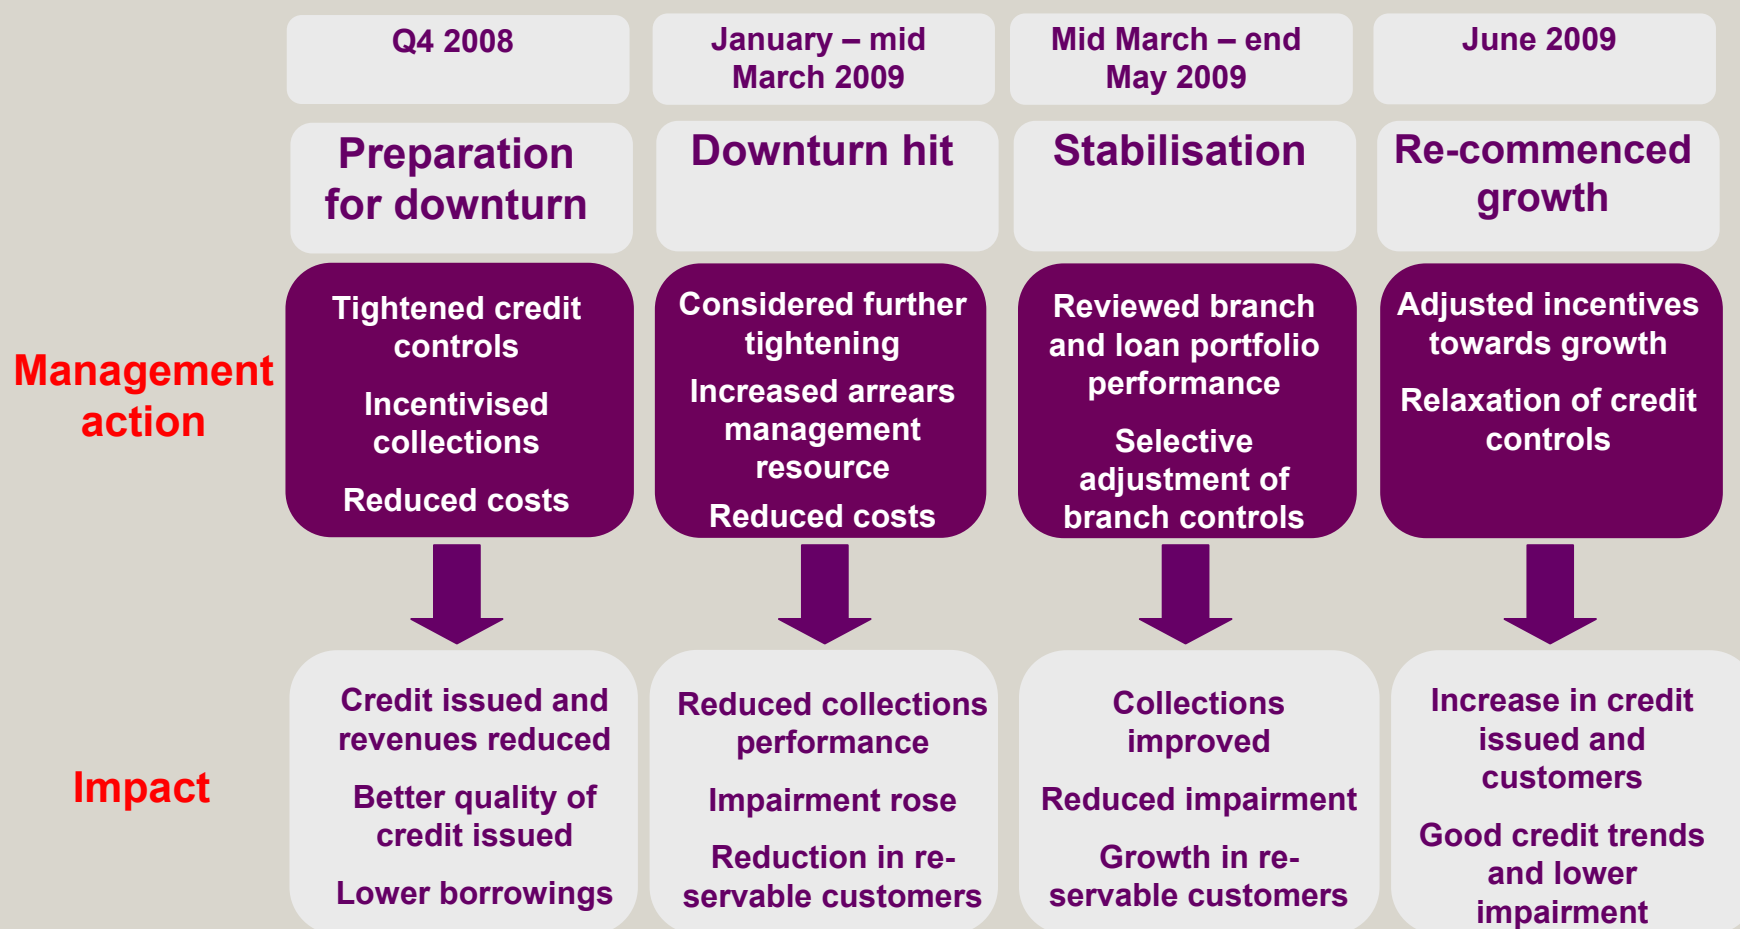 Q4 2008
January – mid
March 2009
Mid March – end
May 2009
June 2009
Preparation
for downturn
Downturn hit
Stabilisation
Re-commenced
growth
Management
action
Tightened credit
controls
Incentivised
collections
Reduced costs
Considered further
tightening
Increased arrears
management
resource
Reduced costs
Reviewed branch
and loan portfolio
performance
Selective
adjustment of
branch controls
Adjusted incentives
towards growth
Relaxation of credit
controls
Impact
Credit issued and
revenues reduced
Better quality of
credit issued
Lower borrowings
Reduced collections
performance
Impairment rose
Reduction in re-
servable customers
Collections
improved
Reduced impairment
Growth in re-
servable customers
Increase in credit
issued and
customers
Good credit trends
and lower
impairment